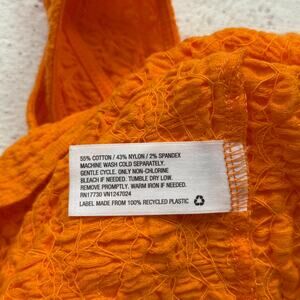 55% COTTON / 43% NYLON / 2% SPANDEX
MACHINE WASH COLD SEPARATELY.
GENTLE CYCLE. ONLY NON-CHLORINE
BLEACH IF NEEDED. TUMBLE DRY LOW.
REMOVE PROMPTLY. WARM IRON IF NEEDED.
RN17730 VN1247024
LABEL MADE FROM 100% RECYCLED PLASTIC